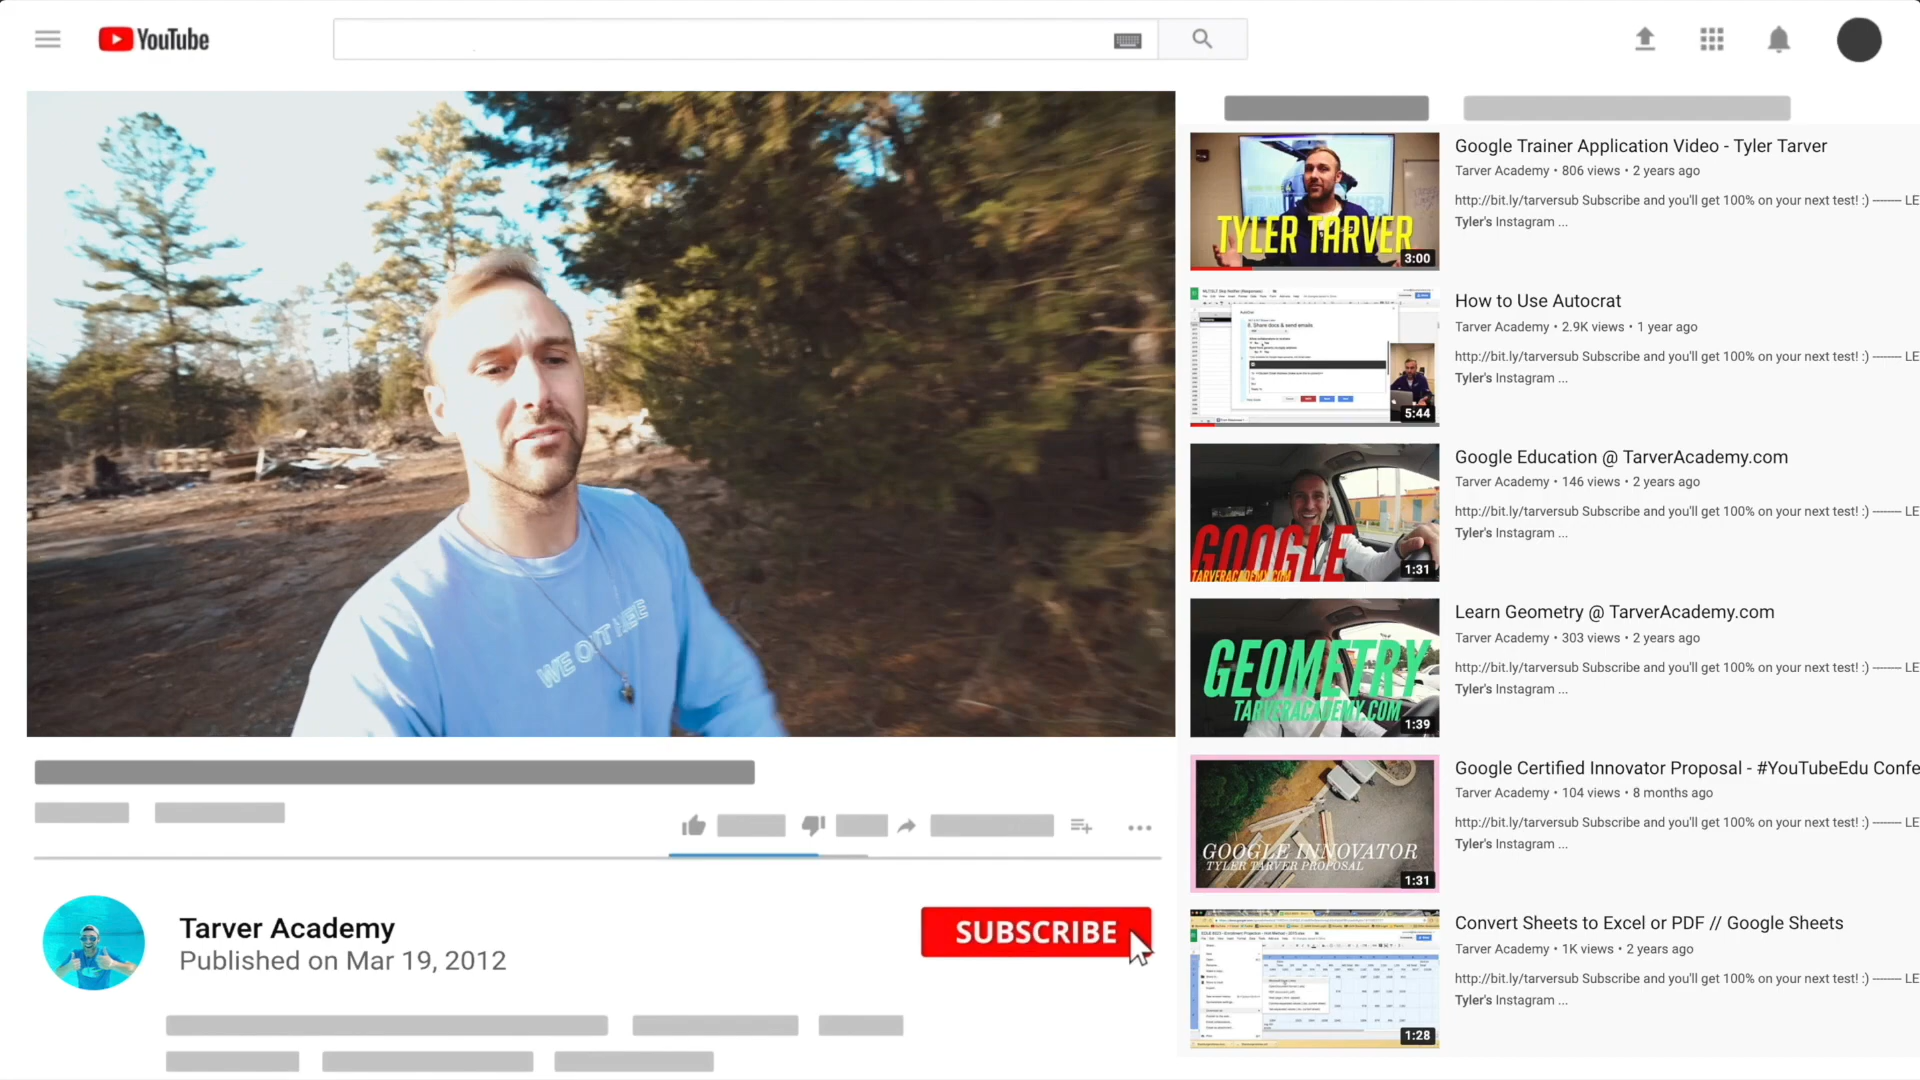 YouTube
WE OUT HEE
TYLER TARVER
3:00
Google Trainer Application Video - Tyler Tarver
Tarver Academy • 806 views • 2 years ago
http://bit.ly/tarversub Subscribe and you'll get 100% on your next test! :) -------- LE
Tyler's Instagram ...
8. Share docs & send emails
5:44
How to Use Autocrat
Tarver Academy • 2.9K views • 1 year ago
http://bit.ly/tarversub Subscribe and you'll get 100% on your next test! :) -------- LE
Tyler's Instagram ...
GOOGLE
TARVERACADEMY.COM
1:31
Google Education @ TarverAcademy.com
Tarver Academy • 146 views • 2 years ago
http://bit.ly/tarversub Subscribe and you'll get 100% on your next test! :) -------- LE
Tyler's Instagram ...
GEOMETRY
TARVERACADEMY.COM
1:39
Learn Geometry @ TarverAcademy.com
Tarver Academy • 303 views • 2 years ago
http://bit.ly/tarversub Subscribe and you'll get 100% on your next test! :) -------- LE
Tyler's Instagram ...
GOOGLE INNOVATOR
TYLER TARVER PROPOSAL
1:31
Google Certified Innovator Proposal - #YouTubeEdu Confe
Tarver Academy • 104 views • 8 months ago
http://bit.ly/tarversub Subscribe and you'll get 100% on your next test! :) -------- LE
Tyler's Instagram ...
1:28
Convert Sheets to Excel or PDF // Google Sheets
Tarver Academy • 1K views • 2 years ago
http://bit.ly/tarversub Subscribe and you'll get 100% on your next test! :) -------- LE
Tyler's Instagram ...
Tarver Academy
Published on Mar 19, 2012
SUBSCRIBE